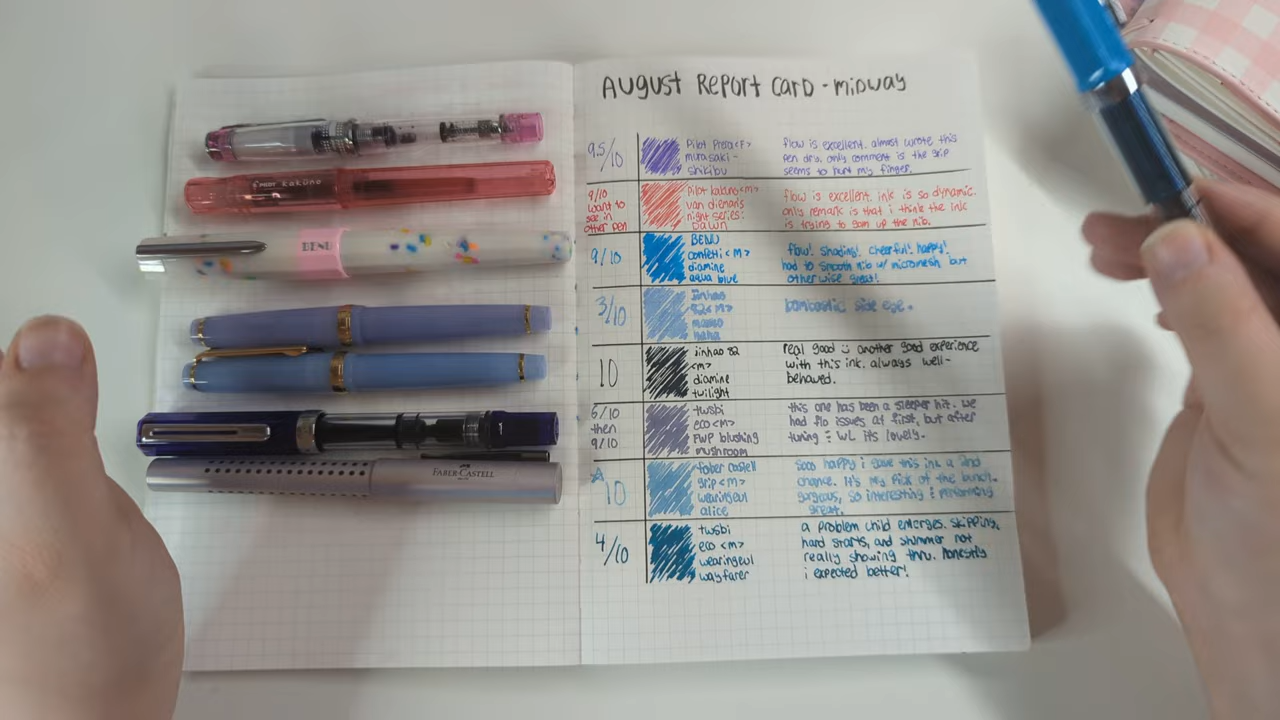 August Report Card - midway
9.5/10
Pilot Prera <F>
murasaki-
shikibu
flow is excellent. almost wrote this
pen dry. only comment is the grip
seems to hurt my finger.
9/10
want to
see in
other pen
Pilot kakuno <m>
van diemans
night series:
Dawn
flow is excellent. ink is so dynamic.
only remark is that i think the ink
is trying to gum up the nib.
9/10
BENU
confetti <M>
diamine
aqua blue
flow! shading! cheerful! happy!
had to smooth nib w/ micromesh but
otherwise great!
3/10
Jinhao
82 <M>
bombastic side eye.
10
Jinhao 82
<m>
diamine
twilight
real good :) another good experience
with this ink. always well-
behaved.
6/10
then
9/10
twsbi
eco <m>
FWP blushing
mushroom
this one has been a sleeper hit. we
had flo issues at first, but after
tuning & WL its lovely.
10
faber castell
grip <M>
wearingeul
alice
sooo happy i gave this ink a 2nd
chance. it's my pick of the bunch.
gorgeous, so interesting & performing
great.
4/10
twsbi
eco <m>
wearingeul
wayfarer
a problem child emerges. skipping,
hard starts, and shimmer not
really showing thru. honestly
i expected better!
PILOT kakuno
BENU
FABER-CASTELL